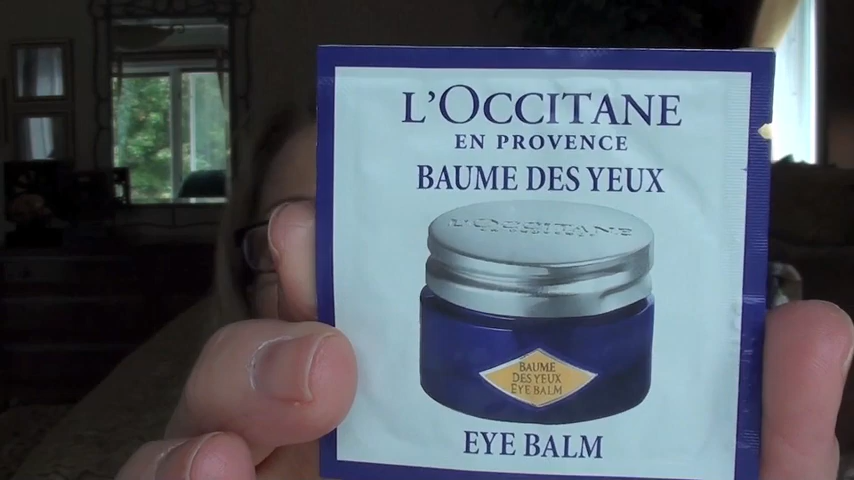 L'OCCITANE
EN PROVENCE
BAUME DES YEUX
L'OCCITANE
BAUME
DES YEUX
EYE BALM
EYE BALM